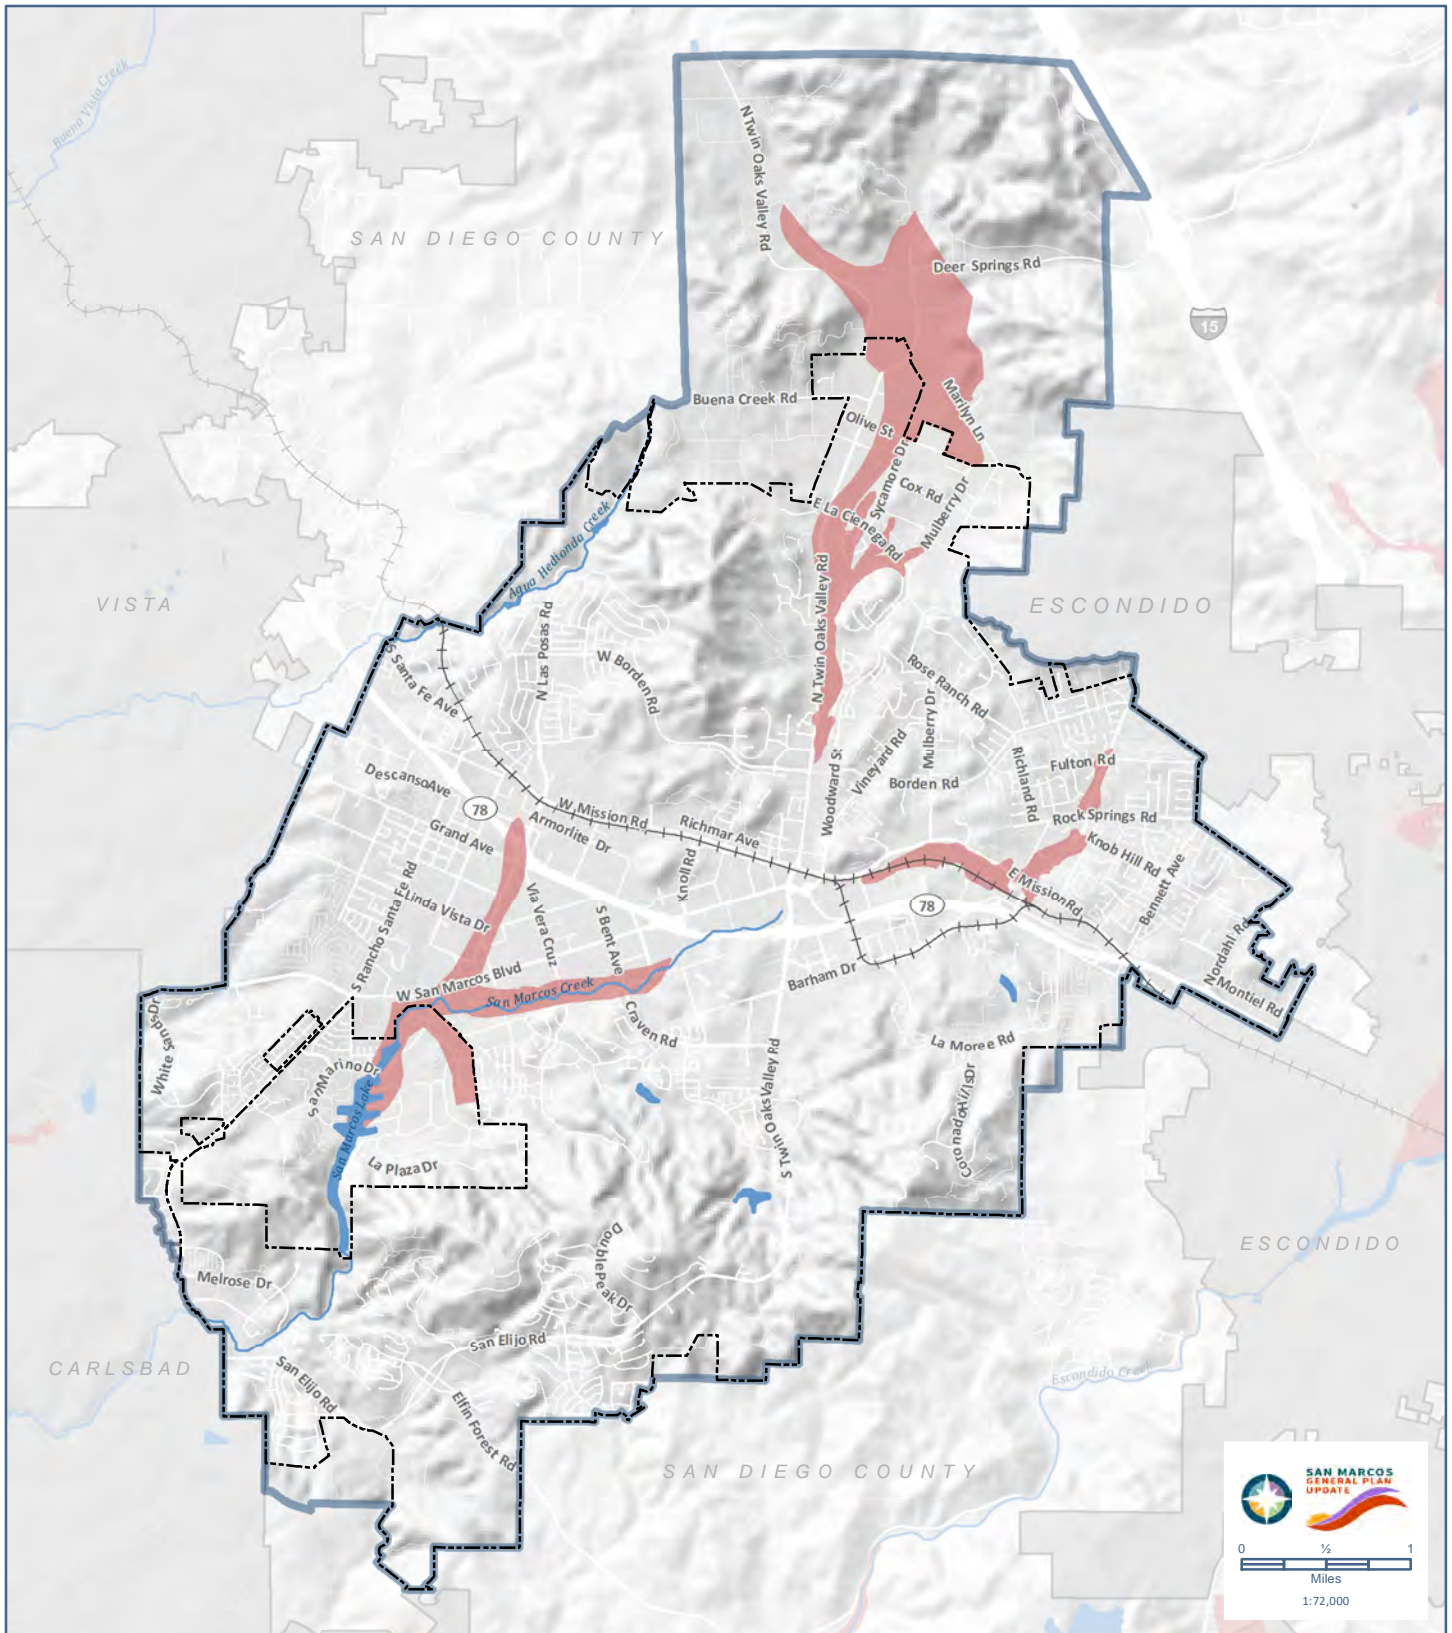 Buena Vista Creek
N Twin Oaks Valley Rd
SAN DIEGO COUNTY
Deer Springs Rd
15
Buena Creek Rd
Marilyn Ln
Olive St
Sycamore Dr
Cox Rd
Mulberry Dr
E La Cienega Rd
Agua Hedionda Creek
VISTA
ESCONDIDO
N Twin Oaks Valley Rd
N Las Posas Rd
S Santa Fe Ave
W Borden Rd
Rose Ranch Rd
Mulberry Dr
Vineyard Rd
Woodward St
Borden Rd
Richland Rd
Fulton Rd
Descanso Ave
78
W Mission Rd
Richmar Ave
Rock Springs Rd
Grand Ave
Armorlite Dr
Knob Hill Rd
Knoll Rd
Bennett Ave
E Mission Rd
S Rancho Santa Fe Rd
Linda Vista Dr
Via Vera Cruz
S Bent Ave
78
Nordahl Rd
Barham Dr
W San Marcos Blvd
San Marcos Creek
Montiel Rd
White Sands Dr
Craven Rd
La Moree Rd
San Marino Dr
San Marcos Lake
S Twin Oaks Valley Rd
Coronado Hills Dr
La Plaza Dr
Double Peak Dr
ESCONDIDO
Melrose Dr
San Elijo Rd
CARLSBAD
San Elijo Rd
Escondido Creek
Elfin Forest Rd
SAN DIEGO COUNTY
SAN MARCOS
GENERAL PLAN
UPDATE
0 ½ 1
Miles
1:72,000